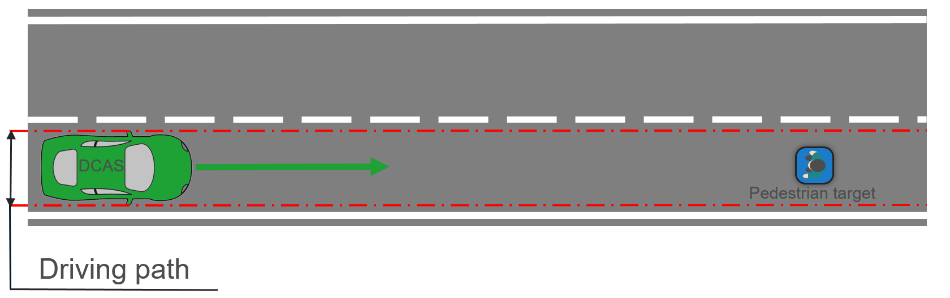 DCAS
Pedestrian target
Driving path